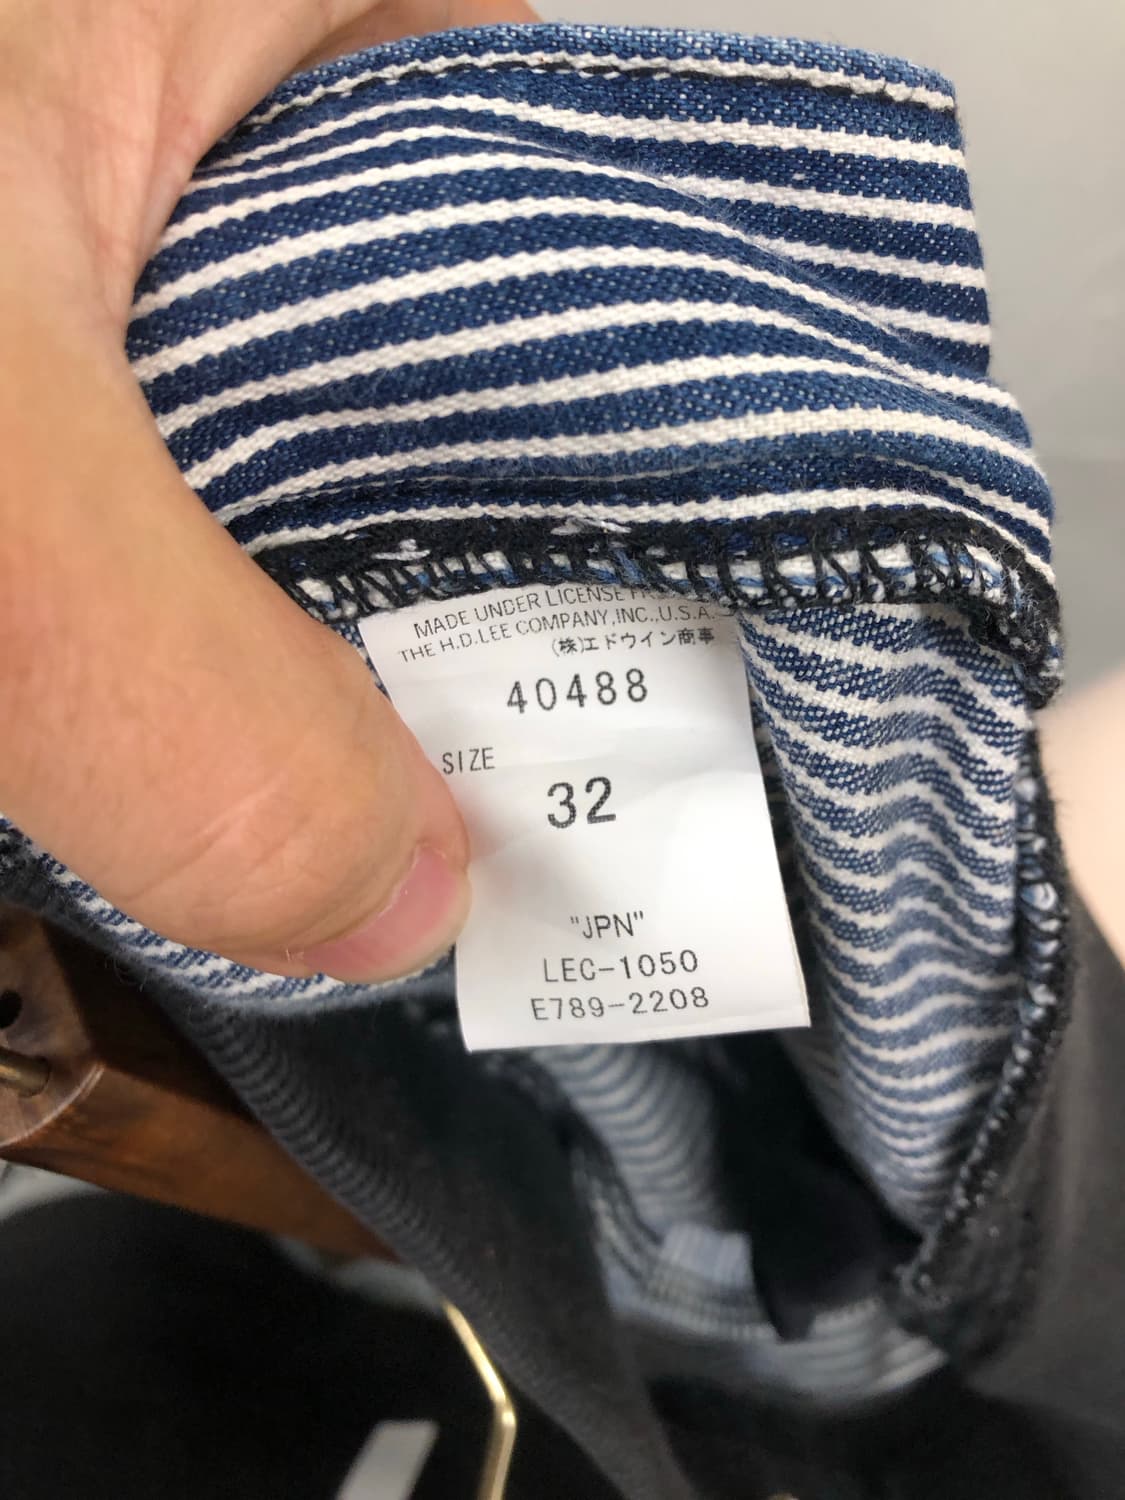 MADE UNDER LICENSE FR
THE H.D.LEE COMPANY,INC.,U.S.A.
(株)エドウイン商事
40488
SIZE
32
"JPN"
LEC-1050
E789-2208